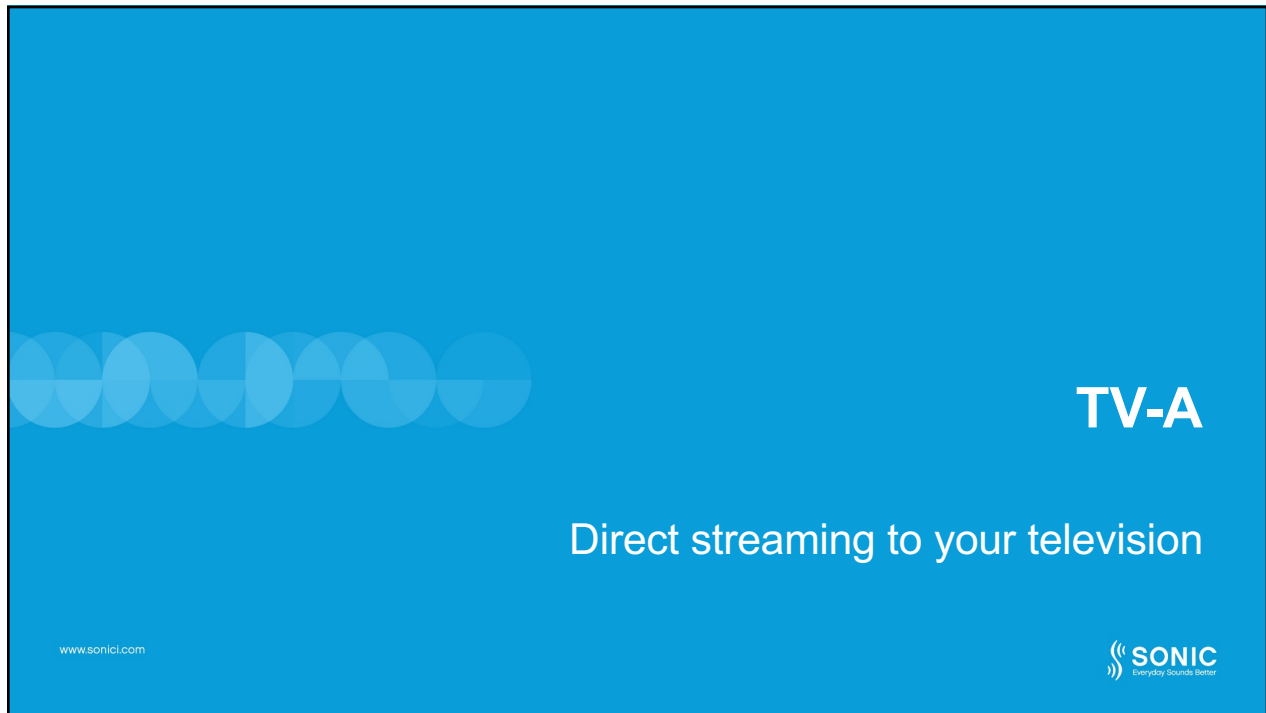 TV-A
Direct streaming to your television
www.sonici.com
SONIC
Everyday Sounds Better